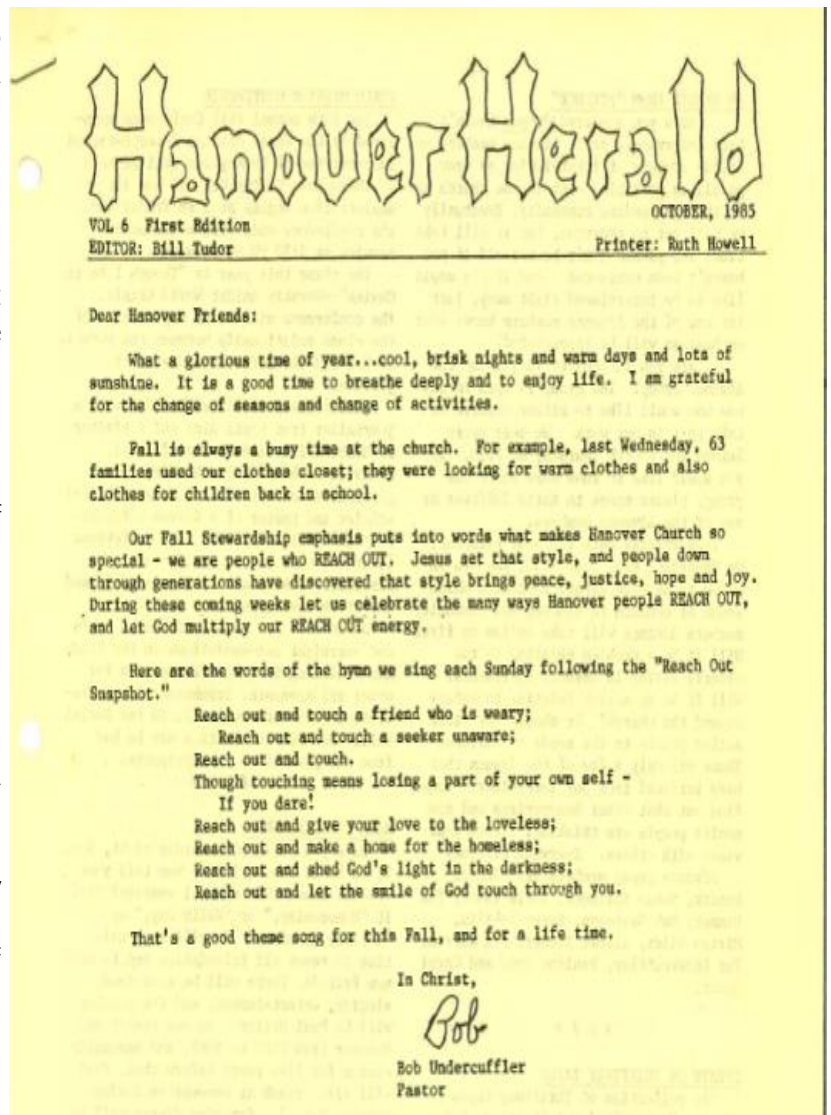 Hanover Herald
OCTOBER, 1985
VOL 6 First Edition
EDITOR: Bill Tudor
Printer: Ruth Howell
Dear Hanover Friends:
What a glorious time of year...cool, brisk nights and warm days and lots of
sunshine. It is a good time to breathe deeply and to enjoy life. I am grateful
for the change of seasons and change of activities.
Fall is always a busy time at the church. For example, last Wednesday, 63
families used our clothes closet; they were looking for warm clothes and also
clothes for children back in school.
Our Fall Stewardship emphasis puts into words what makes Hanover Church so
special - we are people who REACH OUT. Jesus set that style, and people down
through generations have discovered that style brings peace, justice, hope and joy.
During these coming weeks let us celebrate the many ways Hanover people REACH OUT,
and let God multiply our REACH OUT energy.
Here are the words of the hymn we sing each Sunday following the "Reach Out
Snapshot."
Reach out and touch a friend who is weary;
Reach out and touch a seeker unaware;
Reach out and touch.
Though touching means losing a part of your own self -
If you dare!
Reach out and give your love to the loveless;
Reach out and make a home for the homeless;
Reach out and shed God's light in the darkness;
Reach out and let the smile of God touch through you.
That's a good theme song for this Fall, and for a life time.
In Christ,
Bob
Bob Undercuffler
Pastor